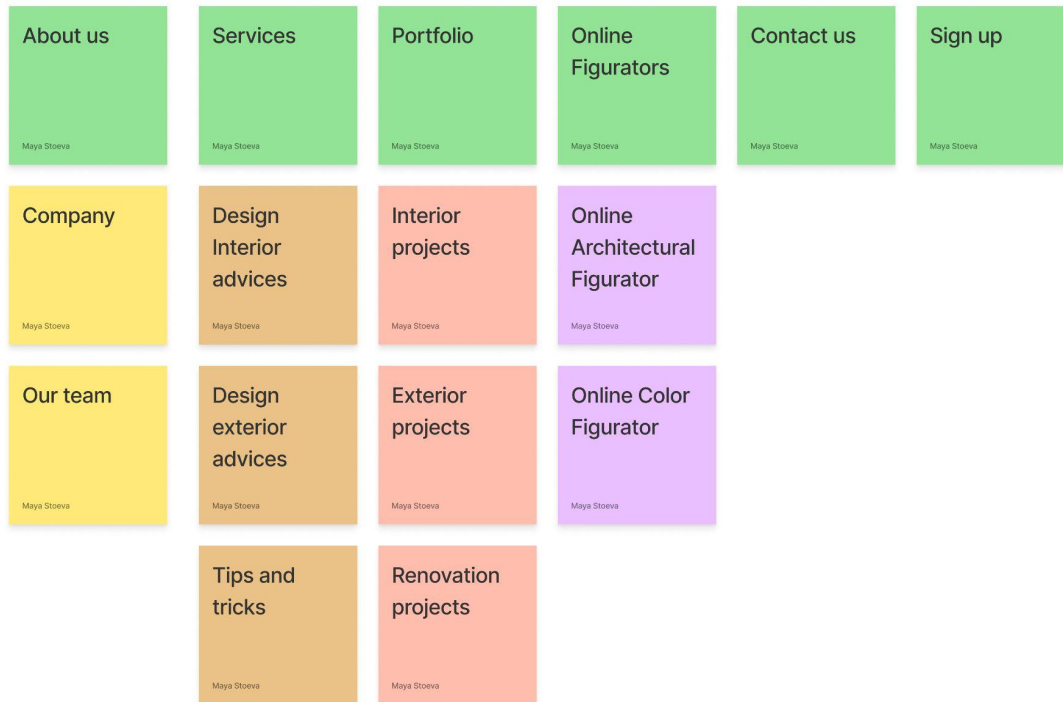 About us
Maya Stoeva
Services
Maya Stoeva
Portfolio
Maya Stoeva
Online
Figurators
Maya Stoeva
Contact us
Maya Stoeva
Sign up
Maya Stoeva
Company
Maya Stoeva
Design
Interior
advices
Maya Stoeva
Interior
projects
Maya Stoeva
Online
Architectural
Figurator
Maya Stoeva
Our team
Maya Stoeva
Design
exterior
advices
Maya Stoeva
Exterior
projects
Maya Stoeva
Online Color
Figurator
Maya Stoeva
Tips and
tricks
Maya Stoeva
Renovation
projects
Maya Stoeva